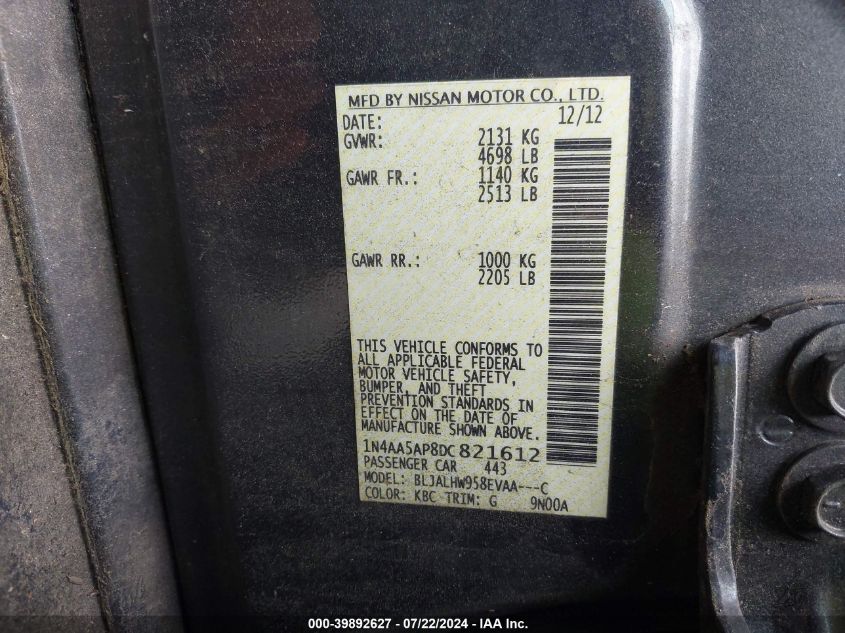 MFD BY NISSAN MOTOR CO., LTD.
DATE: 12/12
GVWR: 2131 KG
4698 LB
GAWR FR.: 1140 KG
2513 LB
GAWR RR.: 1000 KG
2205 LB
THIS VEHICLE CONFORMS TO
ALL APPLICABLE FEDERAL
MOTOR VEHICLE SAFETY,
BUMPER, AND THEFT
PREVENTION STANDARDS IN
EFFECT ON THE DATE OF
MANUFACTURE SHOWN ABOVE.
1N4AA5AP8DC821612
PASSENGER CAR 443
MODEL: BLJALHW958EVAA---C
COLOR: KBC TRIM: G 9N00A
000-39892627 - 07/22/2024 - IAA Inc.